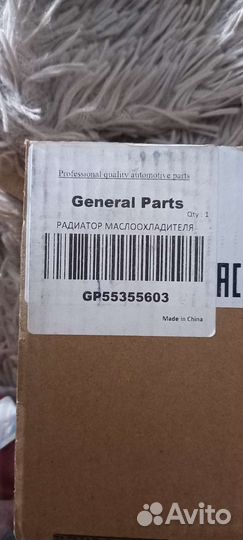 Professional quality automotive parts
General Parts
Qty : 1
РАДИАТОР МАСЛООХЛАДИТЕЛЯ
GP55355603
Made in China
Avito